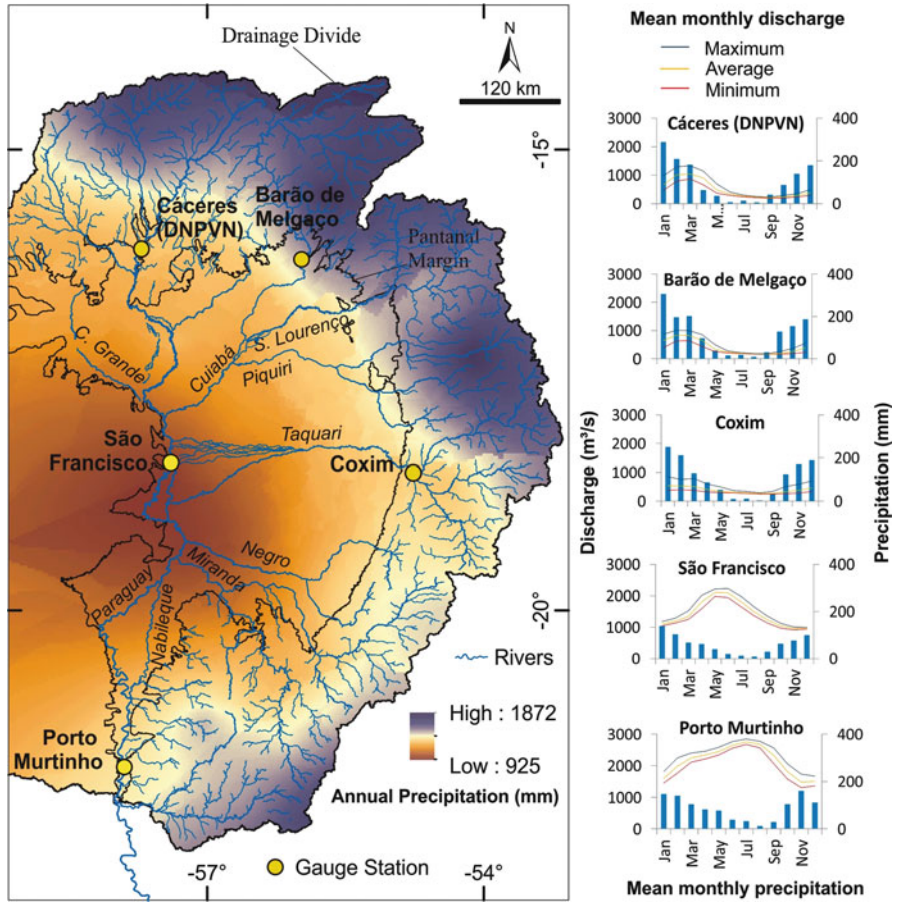 Drainage Divide
N
120 km
-15°
Cáceres
(DNPVN)
Barão de
Melgaço
Pantanal
Margin
C. Grande
Cuiabá
S. Lourenço
Piquiri
São
Francisco
Taquari
Coxim
Negro
Miranda
Paraguay
Nabileque
-20°
Rivers
High : 1872
Low : 925
Annual Precipitation (mm)
Porto
Murtinho
Gauge Station
-57°
-54°
Mean monthly discharge
Maximum
Average
Minimum
Cáceres (DNPVN)
3000
2000
1000
0
400
200
0
Jan
Mar
M...
Jul
Sep
Nov
Barão de Melgaço
3000
2000
1000
0
400
200
0
Jan
Mar
May
Jul
Sep
Nov
Coxim
3000
2000
1000
0
400
200
0
Jan
Mar
May
Jul
Sep
Nov
Discharge (m³/s)
Precipitation (mm)
São Francisco
3000
2000
1000
0
400
200
0
Jan
Mar
May
Jul
Sep
Nov
Porto Murtinho
3000
2000
1000
0
400
200
0
Jan
Mar
May
Jul
Sep
Nov
Mean monthly precipitation